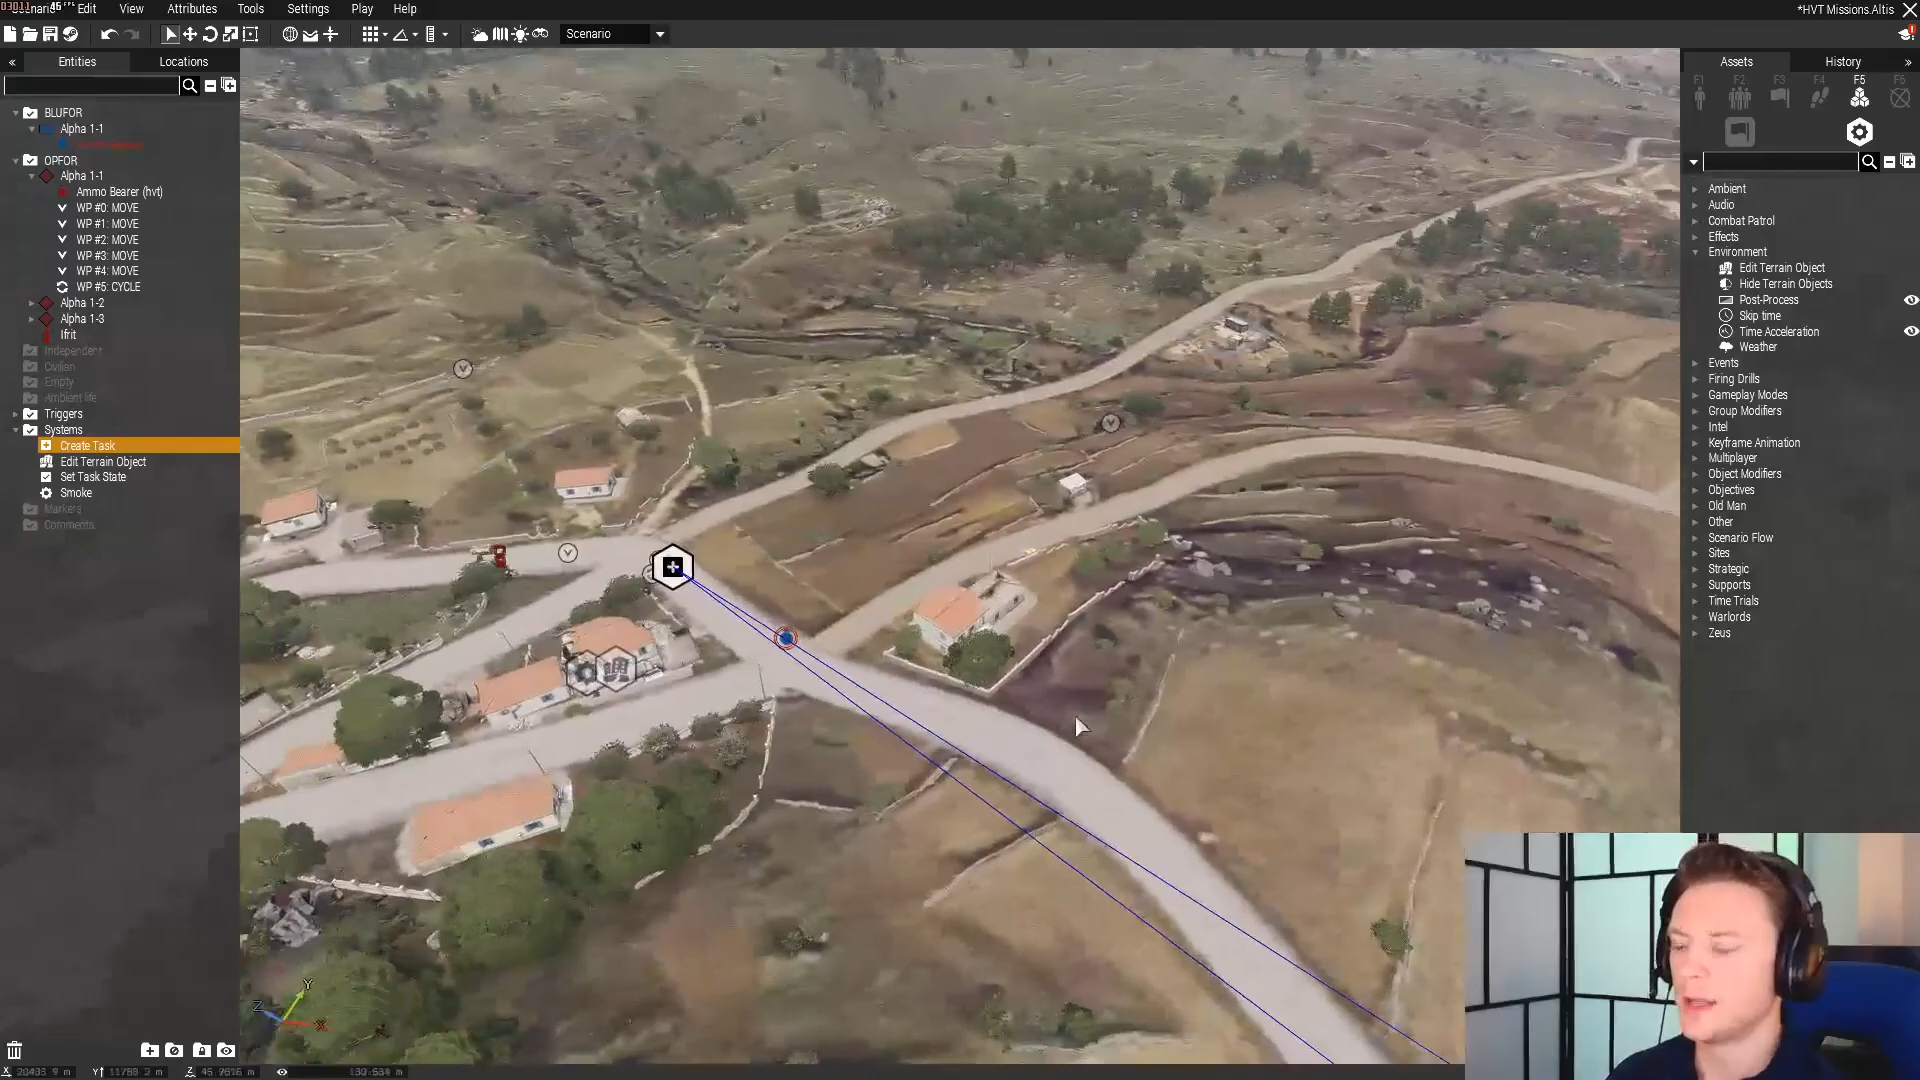 Edit View Attributes Tools Settings Play Help
*HVT Missions.Altis
Scenario
Entities Locations
Assets History
F1 F2 F3 F4 F5 F6
BLUFOR
Alpha 1-1
OPFOR
Alpha 1-1
Ammo Bearer (hvt)
WP #0: MOVE
WP #1: MOVE
WP #2: MOVE
WP #3: MOVE
WP #4: MOVE
WP #5: CYCLE
Alpha 1-2
Alpha 1-3
Ifrit
Independent
Civilian
Empty
Ambient life
Triggers
Systems
Create Task
Edit Terrain Object
Set Task State
Smoke
Markers
Comments
Ambient
Audio
Combat Patrol
Effects
Environment
Edit Terrain Object
Hide Terrain Objects
Post-Process
Skip time
Time Acceleration
Weather
Events
Firing Drills
Gameplay Modes
Group Modifiers
Intel
Keyframe Animation
Multiplayer
Object Modifiers
Objectives
Old Man
Other
Scenario Flow
Sites
Strategic
Supports
Time Trials
Warlords
Zeus
Z Y X